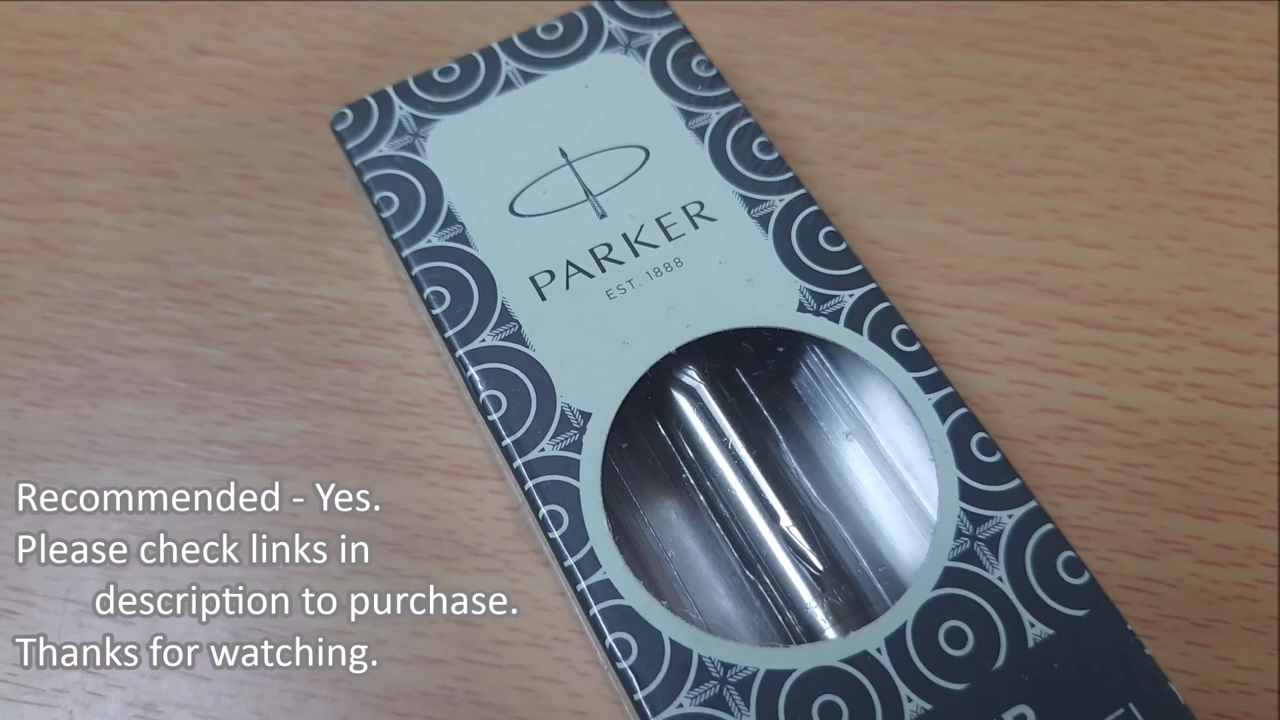 PARKER
EST. 1888
Recommended - Yes.
Please check links in
description to purchase.
Thanks for watching.